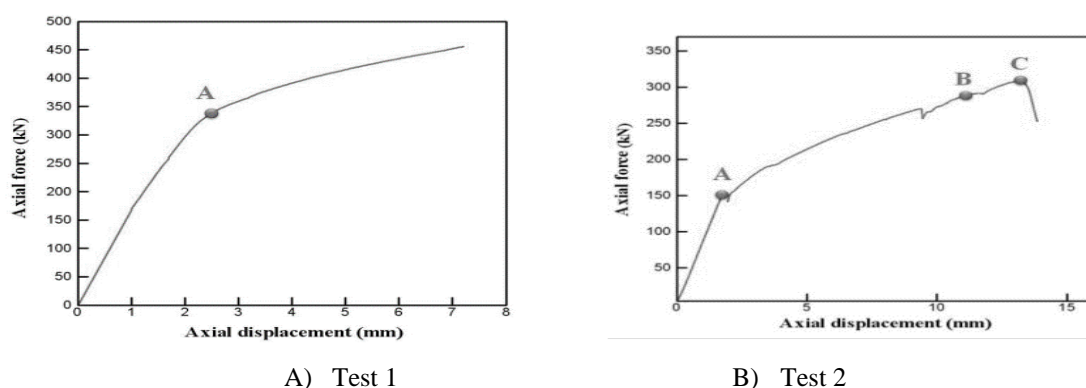 500
450
400
350
300
250
200
150
100
50
0
Axial force (kN)
A
0 1 2 3 4 5 6 7 8
Axial displacement (mm)
A) Test 1
350
300
250
200
150
100
50
Axial force (kN)
A
B
C
0 5 10 15
Axial displacement (mm)
B) Test 2